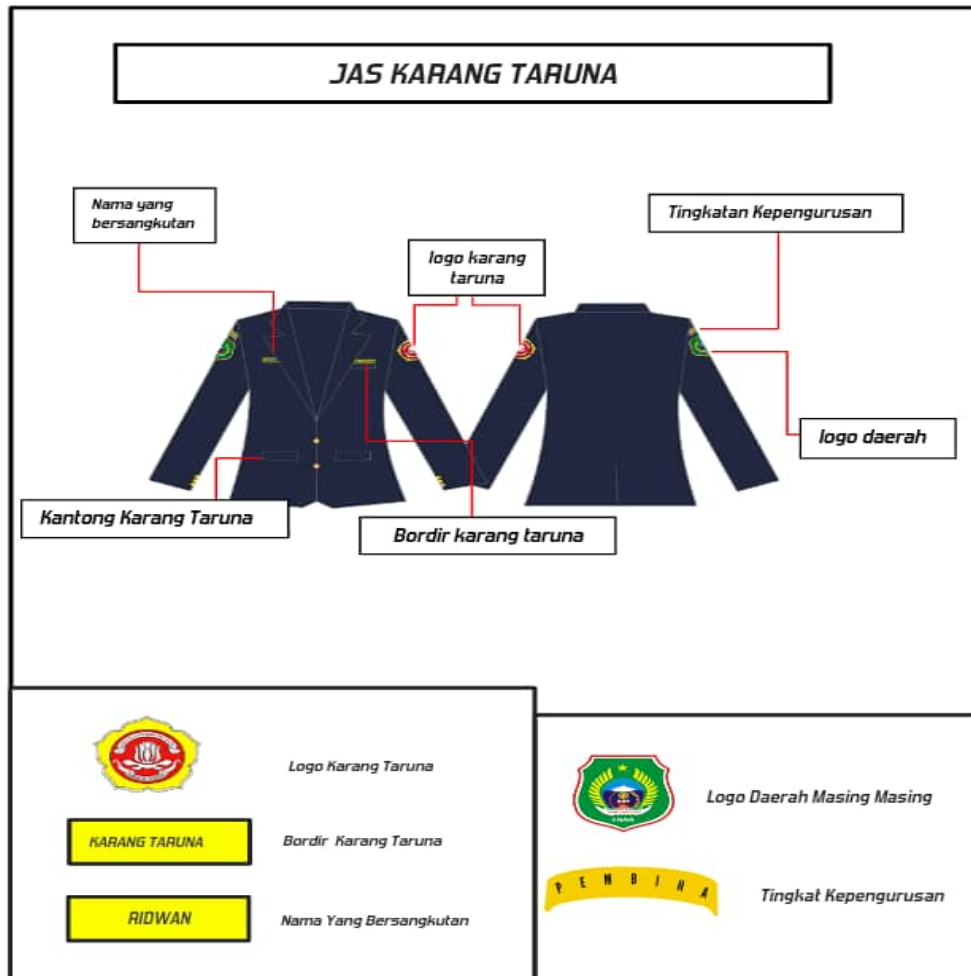 JAS KARANG TARUNA
Nama yang
bersangkutan
logo karang
taruna
Tingkatan Kepengurusan
logo daerah
Kantong Karang Taruna
Bordir karang taruna
Logo Karang Taruna
KARANG TARUNA
Bordir Karang Taruna
RIDWAN
Nama Yang Bersangkutan
Logo Daerah Masing Masing
PEMBINA
Tingkat Kepengurusan